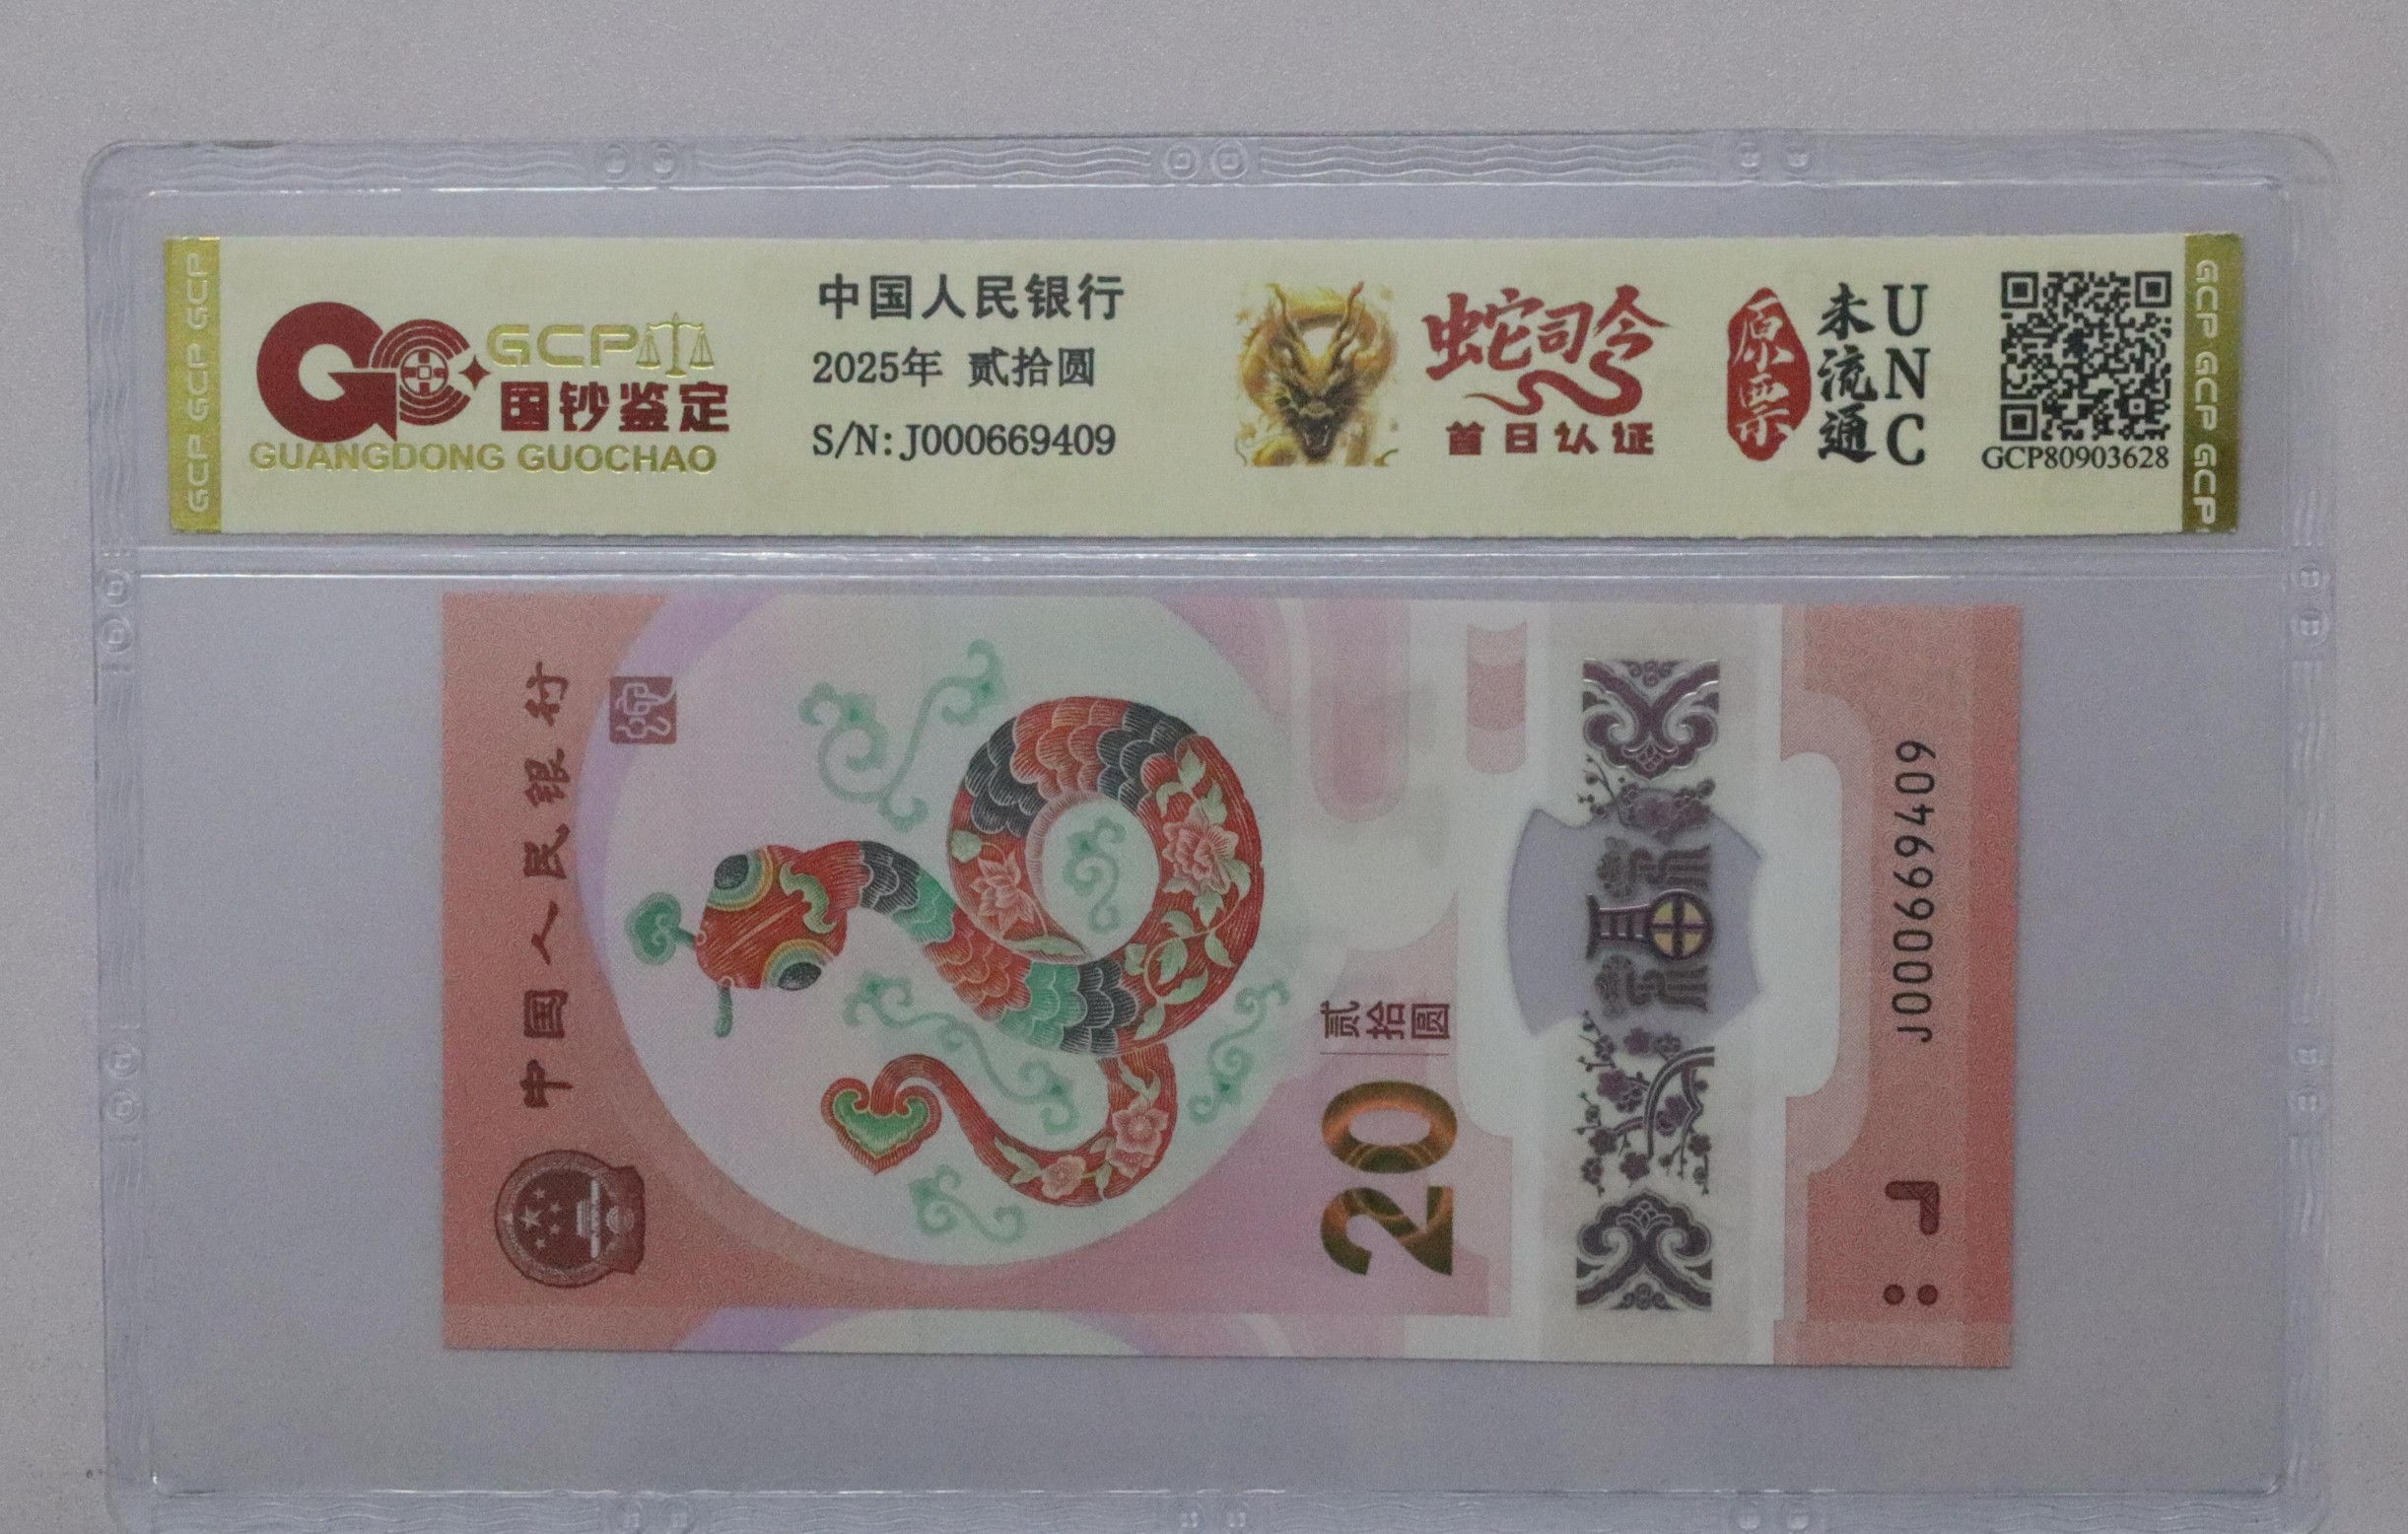 GCP GCP GCP
GCP
国钞鉴定
GUANGDONG GUOCHAO
中国人民银行
2025年 贰拾圆
S/N:J000669409
蛇司令
首日认证
原票
未流通
UNC
GCP80903628
GCP GCP GCP
中国人民银行
20
贰拾圆
J000669409